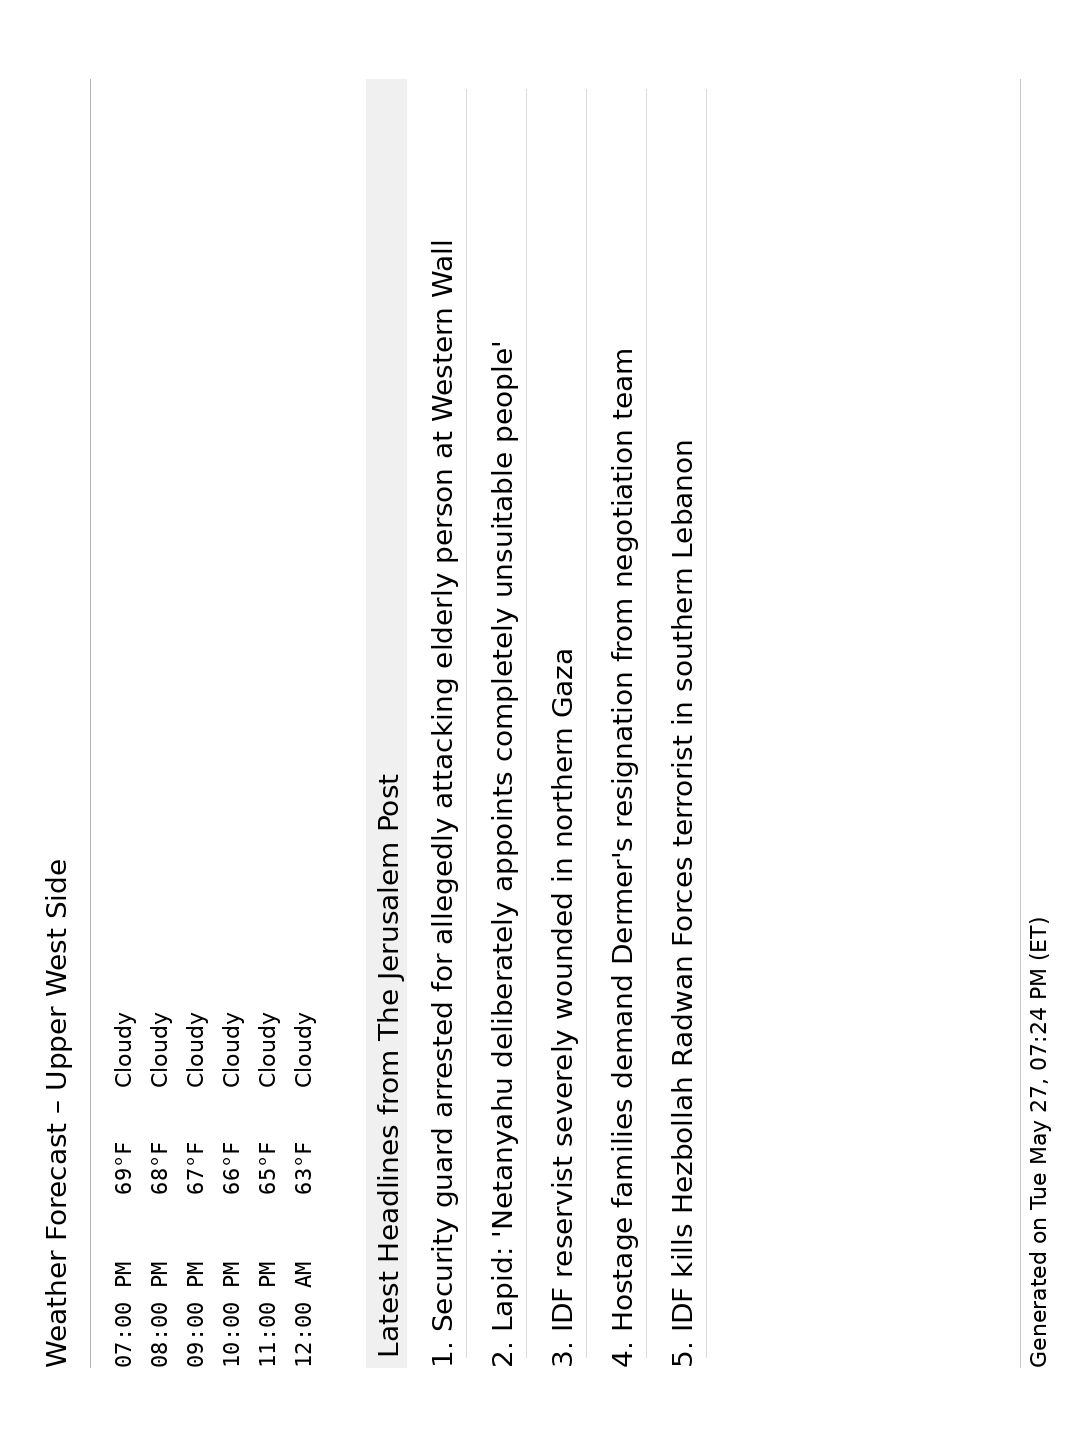 Weather Forecast – Upper West Side
07:00 PM 69°F Cloudy
08:00 PM 68°F Cloudy
09:00 PM 67°F Cloudy
10:00 PM 66°F Cloudy
11:00 PM 65°F Cloudy
12:00 AM 63°F Cloudy
Latest Headlines from The Jerusalem Post
1. Security guard arrested for allegedly attacking elderly person at Western Wall
2. Lapid: 'Netanyahu deliberately appoints completely unsuitable people'
3. IDF reservist severely wounded in northern Gaza
4. Hostage families demand Dermer's resignation from negotiation team
5. IDF kills Hezbollah Radwan Forces terrorist in southern Lebanon
Generated on Tue May 27, 07:24 PM (ET)